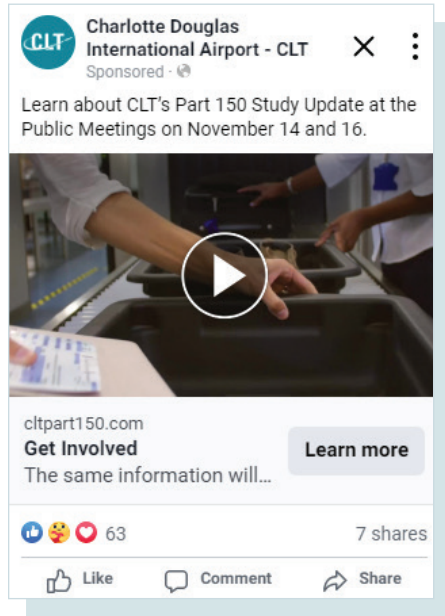 CLT
Charlotte Douglas
International Airport - CLT
Sponsored ·
Learn about CLT's Part 150 Study Update at the
Public Meetings on November 14 and 16.
cltpart150.com
Get Involved
The same information will...
Learn more
63
7 shares
Like
Comment
Share